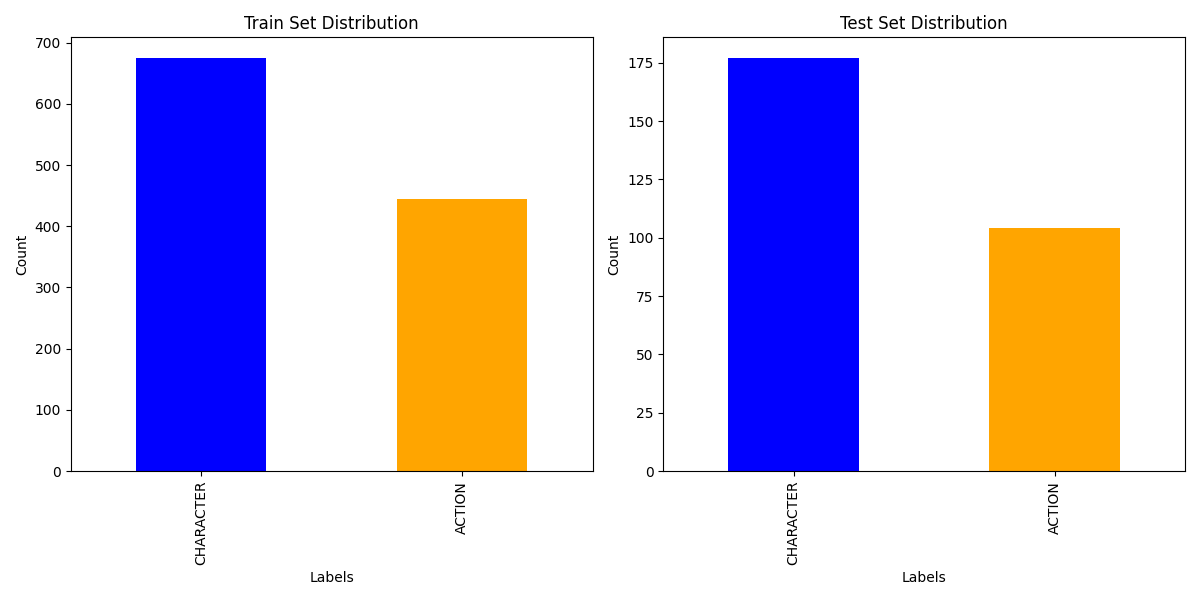 Train Set Distribution
700
600
500
400
300
200
100
0
Count
CHARACTER
ACTION
Labels
Test Set Distribution
175
150
125
100
75
50
25
0
Count
CHARACTER
ACTION
Labels